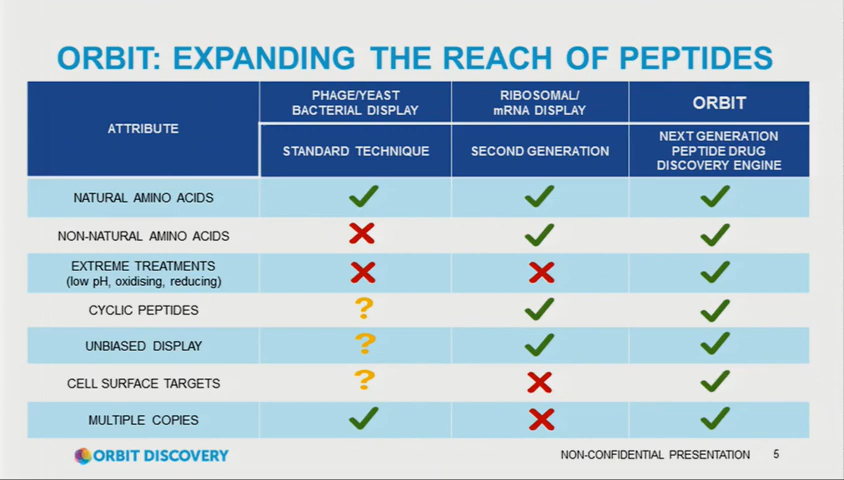 ORBIT: EXPANDING THE REACH OF PEPTIDES
ATTRIBUTE
PHAGE/YEAST
BACTERIAL DISPLAY
RIBOSOMAL/
mRNA DISPLAY
ORBIT
STANDARD TECHNIQUE
SECOND GENERATION
NEXT GENERATION
PEPTIDE DRUG
DISCOVERY ENGINE
NATURAL AMINO ACIDS
NON-NATURAL AMINO ACIDS
EXTREME TREATMENTS
(low pH, oxidising, reducing)
CYCLIC PEPTIDES
?
UNBIASED DISPLAY
?
CELL SURFACE TARGETS
?
MULTIPLE COPIES
ORBIT DISCOVERY
NON-CONFIDENTIAL PRESENTATION 5